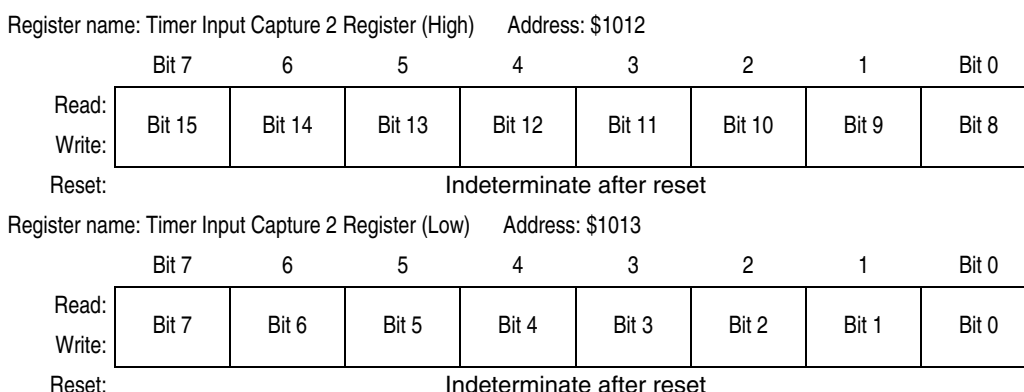 Register name: Timer Input Capture 2 Register (High) Address: $1012
Bit 7 6 5 4 3 2 1 Bit 0
Read:
Bit 15 Bit 14 Bit 13 Bit 12 Bit 11 Bit 10 Bit 9 Bit 8
Write:
Reset: Indeterminate after reset
Register name: Timer Input Capture 2 Register (Low) Address: $1013
Bit 7 6 5 4 3 2 1 Bit 0
Read:
Bit 7 Bit 6 Bit 5 Bit 4 Bit 3 Bit 2 Bit 1 Bit 0
Write:
Reset: Indeterminate after reset